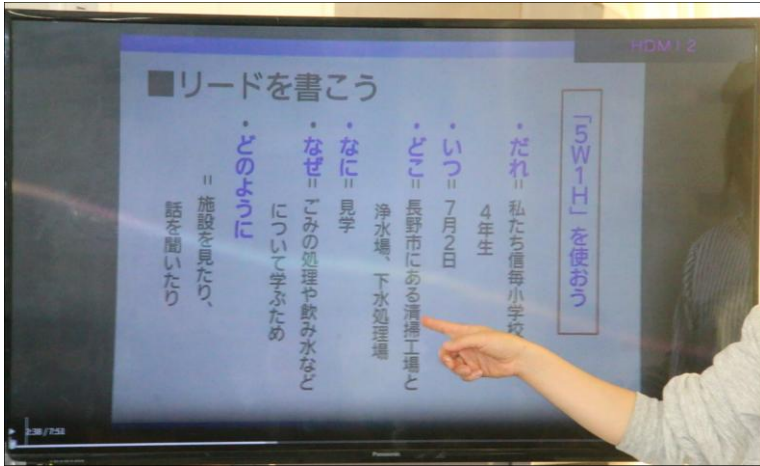 HDMI 2
■リードを書こう
「5W1H」を使おう
・だれ＝私たち信毎小学校
4年生
・いつ＝7月2日
・どこ＝長野市にある清掃工場と
浄水場、下水処理場
・なに＝見学
・なぜ＝ごみの処理や飲み水など
について学ぶため
・どのように
＝施設を見たり、
話を聞いたり
2:38 / 7:51
Panasonic